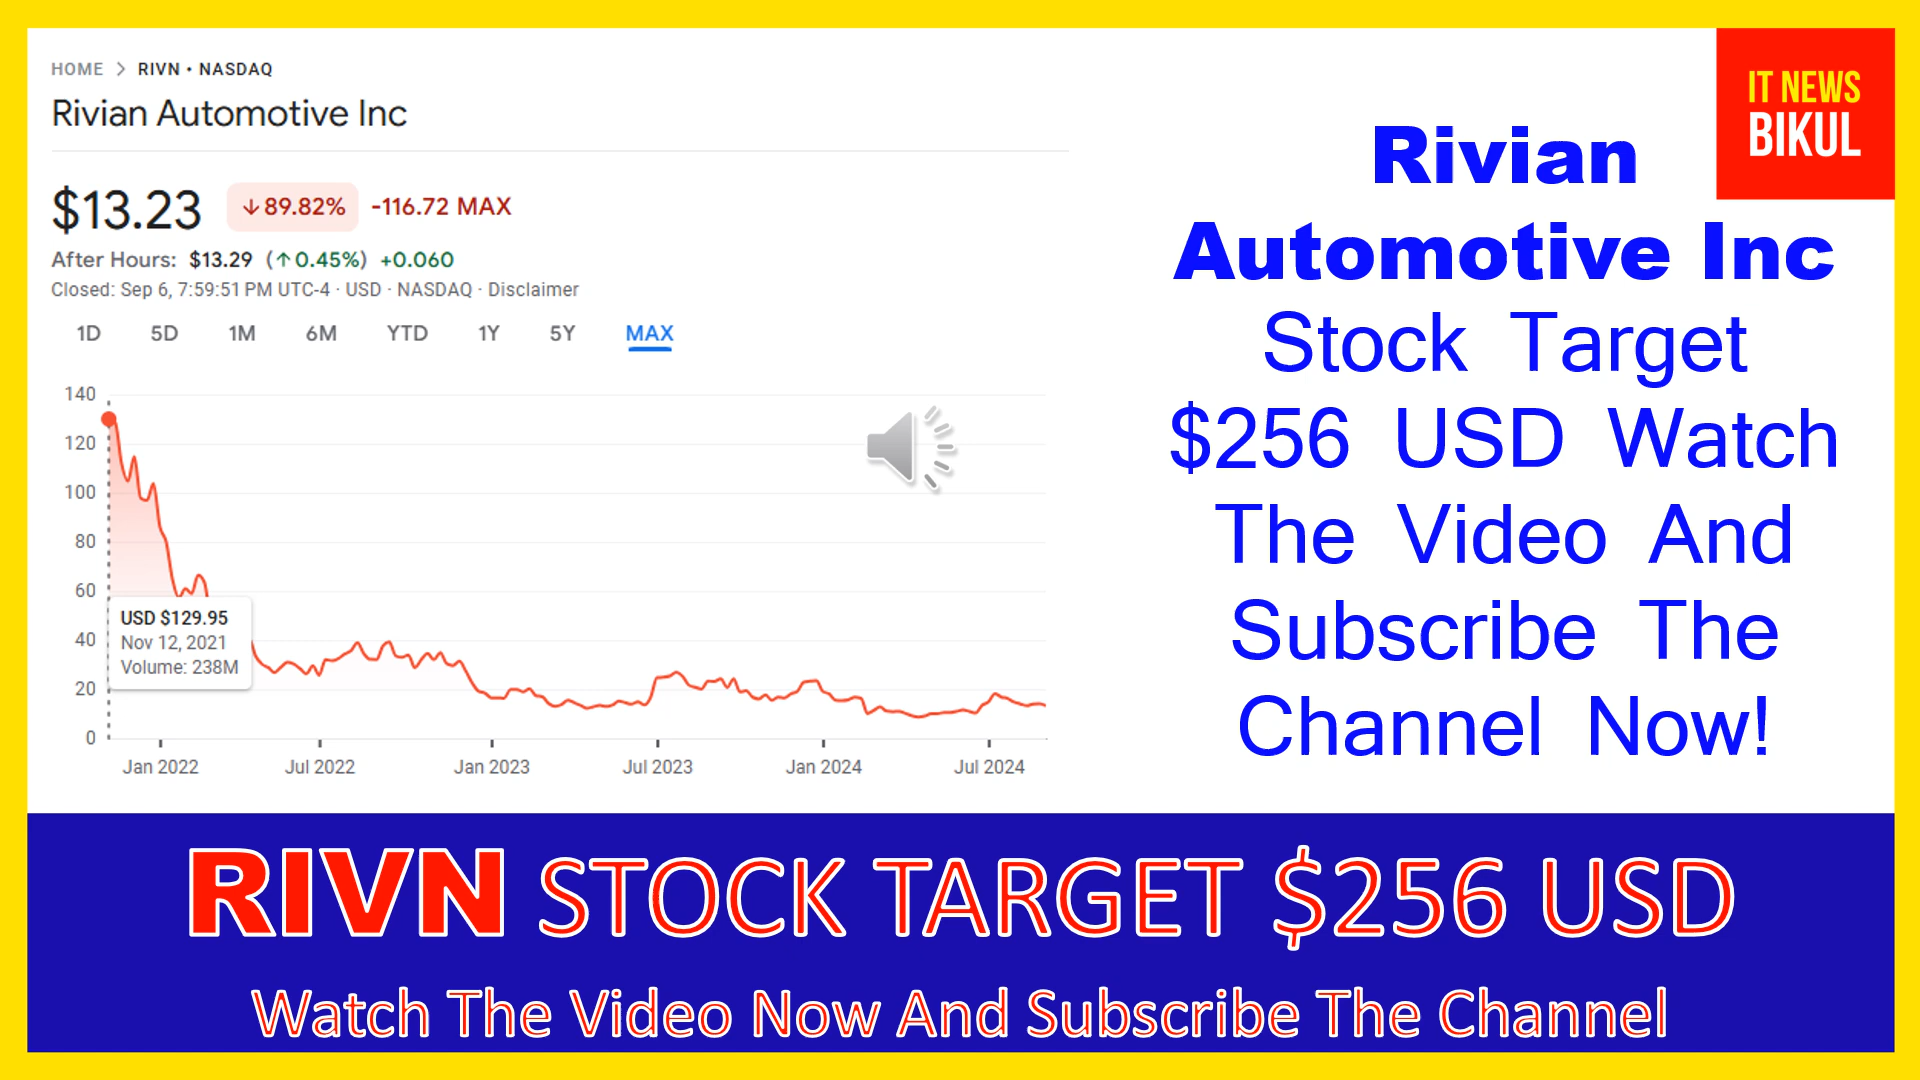 HOME > RIVN • NASDAQ
Rivian Automotive Inc
$13.23 ↓89.82% -116.72 MAX
After Hours: $13.29 (↑0.45%) +0.060
Closed: Sep 6, 7:59:51 PM UTC-4 · USD · NASDAQ · Disclaimer
1D 5D 1M 6M YTD 1Y 5Y MAX
140
120
100
80
60
40
20
0
USD $129.95
Nov 12, 2021
Volume: 238M
Jan 2022 Jul 2022 Jan 2023 Jul 2023 Jan 2024 Jul 2024
IT NEWS
BIKUL
Rivian
Automotive Inc
Stock Target
$256 USD Watch
The Video And
Subscribe The
Channel Now!
RIVN STOCK TARGET $256 USD
Watch The Video Now And Subscribe The Channel